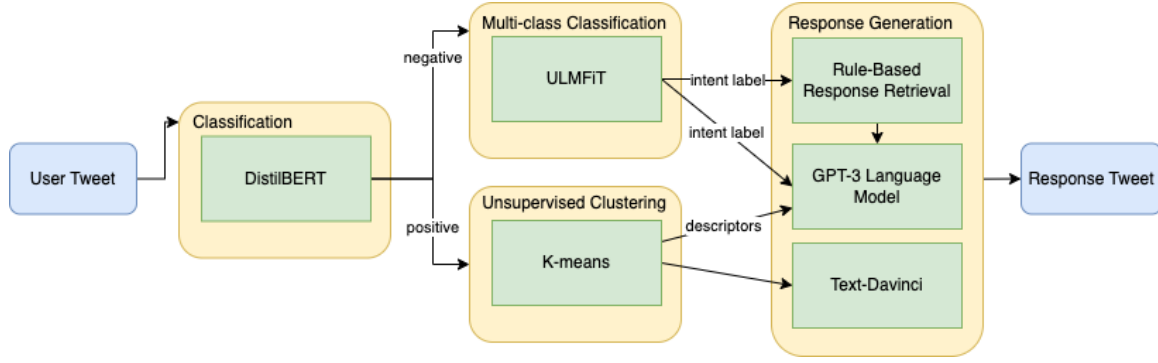 User Tweet
Classification
DistilBERT
negative
positive
Multi-class Classification
ULMFiT
Unsupervised Clustering
K-means
intent label
intent label
descriptors
Response Generation
Rule-Based
Response Retrieval
GPT-3 Language
Model
Text-Davinci
Response Tweet